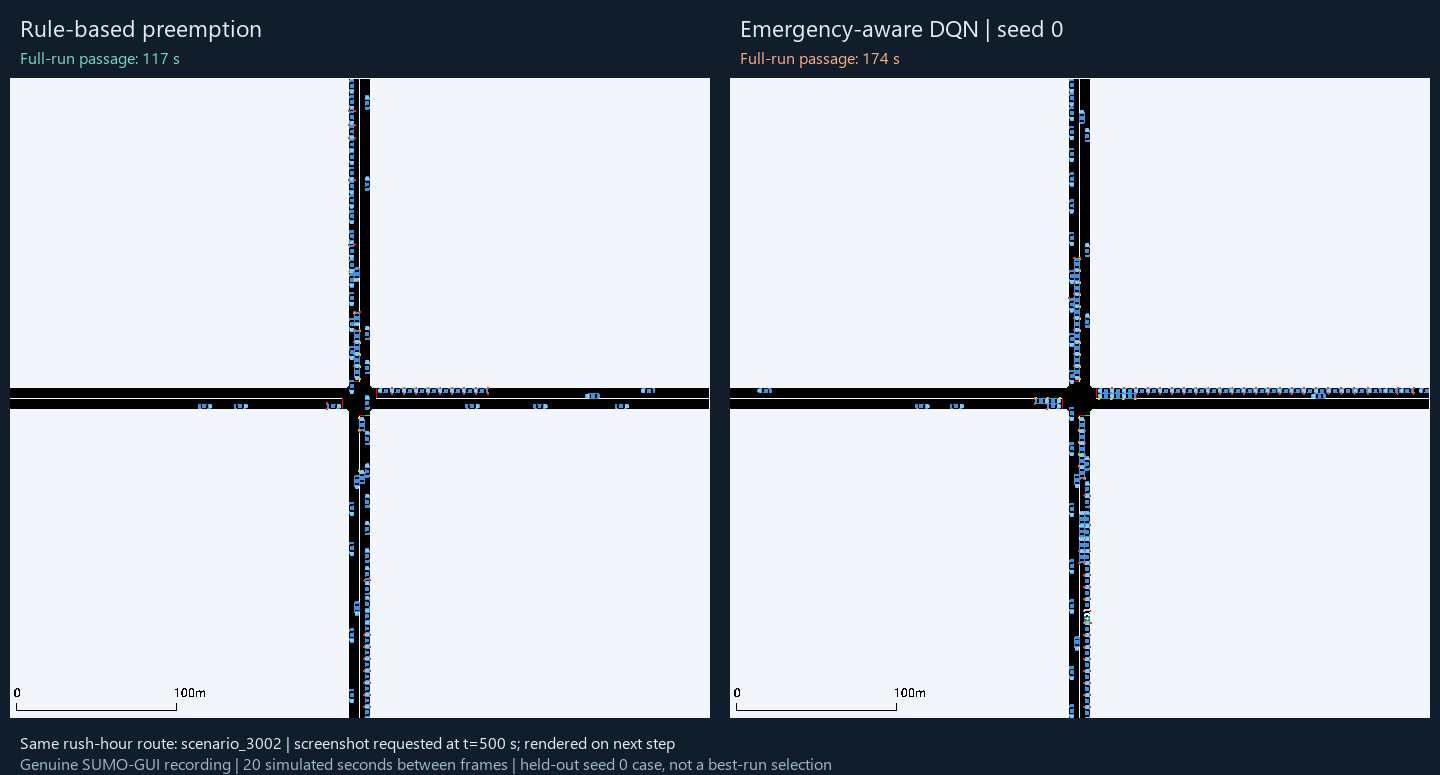 Rule-based preemption
Full-run passage: 117 s
Emergency-aware DQN | seed 0
Full-run passage: 174 s
0 100m
0 100m
Same rush-hour route: scenario_3002 | screenshot requested at t=500 s; rendered on next step
Genuine SUMO-GUI recording | 20 simulated seconds between frames | held-out seed 0 case, not a best-run selection